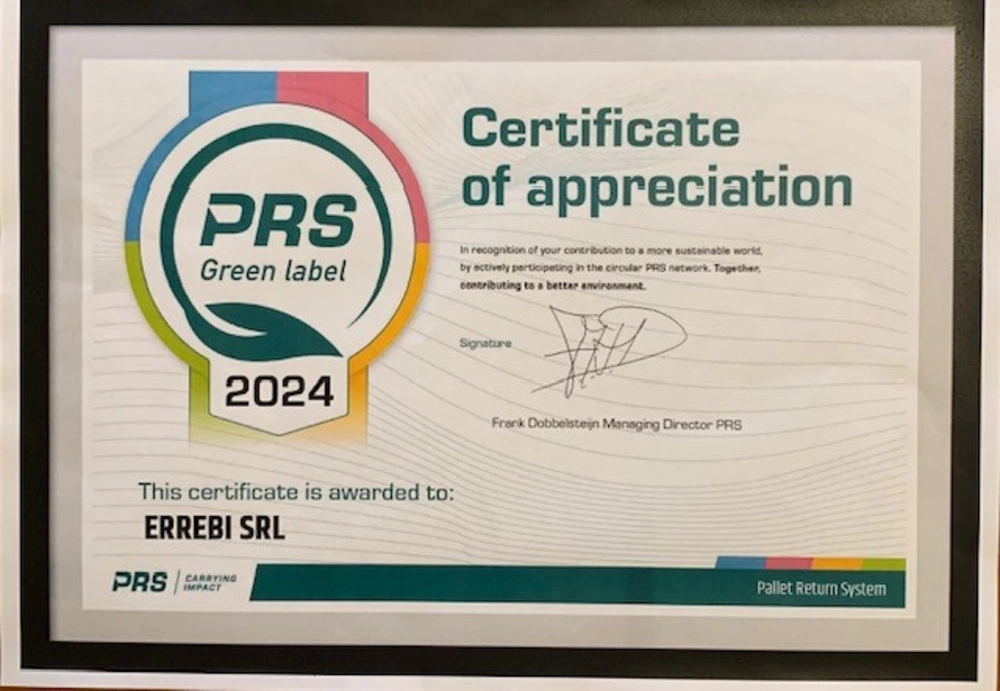 PRS
Green label
2024
Certificate
of appreciation
In recognition of your contribution to a more sustainable world,
by actively participating in the circular PRS network. Together,
contributing to a better environment.
Signature
Frank Dobbelsteijn Managing Director PRS
This certificate is awarded to:
ERREBI SRL
PRS
CARRYING
IMPACT
Pallet Return System